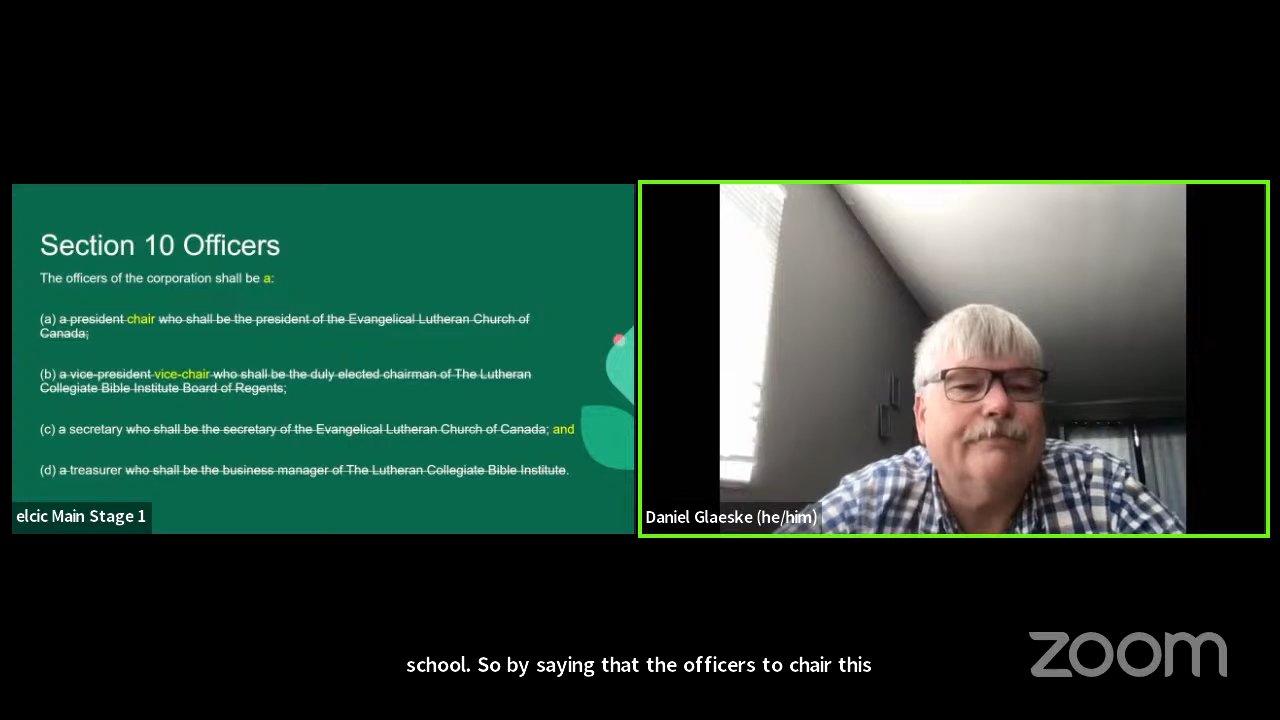 Section 10 Officers
The officers of the corporation shall be a:
(a) a president chair who shall be the president of the Evangelical Lutheran Church of
Canada;
(b) a vice-president vice-chair who shall be the duly elected chairman of The Lutheran
Collegiate Bible Institute Board of Regents;
(c) a secretary who shall be the secretary of the Evangelical Lutheran Church of Canada; and
(d) a treasurer who shall be the business manager of The Lutheran Collegiate Bible Institute.
elcic Main Stage 1
Daniel Glaeske (he/him)
school. So by saying that the officers to chair this
zoom